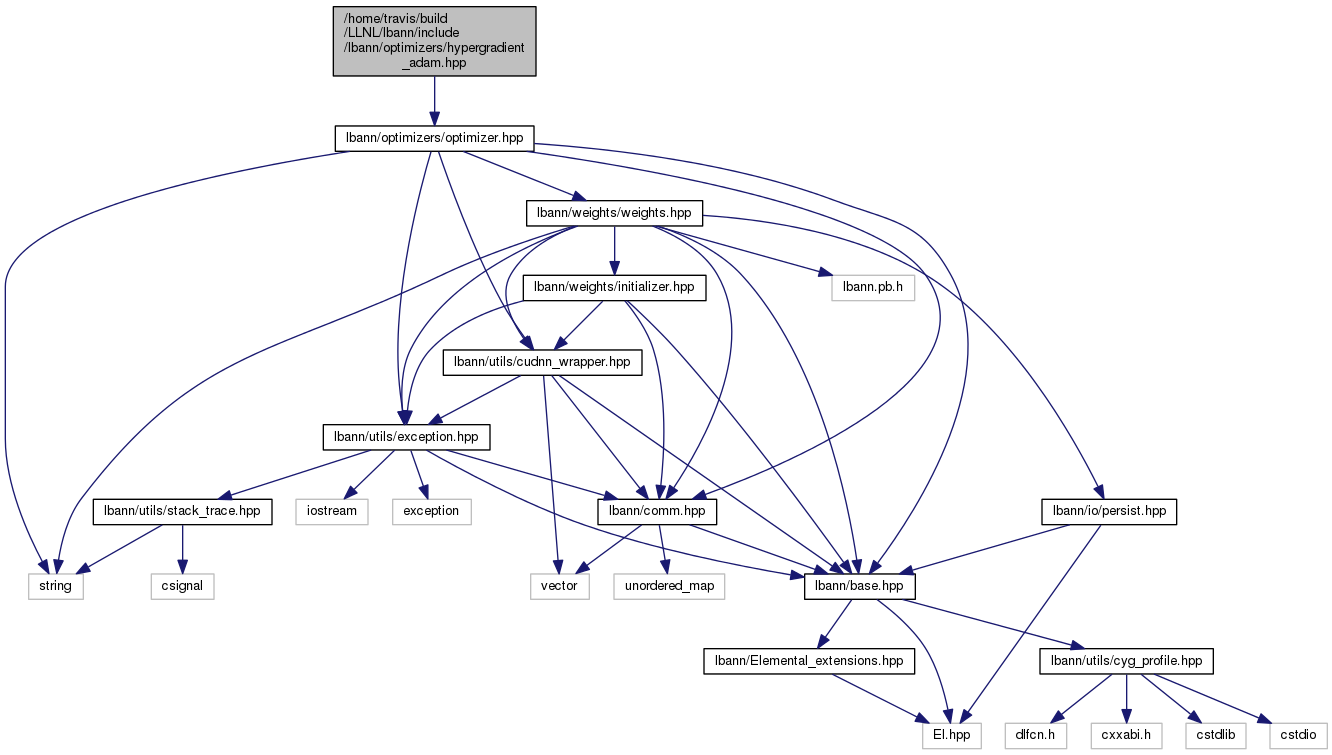 /home/travis/build
/LLNL/lbann/include
/lbann/optimizers/hypergradient
_adam.hpp
lbann/optimizers/optimizer.hpp
lbann/weights/weights.hpp
lbann/weights/initializer.hpp
lbann.pb.h
lbann/utils/cudnn_wrapper.hpp
lbann/utils/exception.hpp
lbann/utils/stack_trace.hpp
iostream
exception
lbann/comm.hpp
lbann/io/persist.hpp
string
csignal
vector
unordered_map
lbann/base.hpp
lbann/Elemental_extensions.hpp
lbann/utils/cyg_profile.hpp
El.hpp
dlfcn.h
cxxabi.h
cstdlib
cstdio